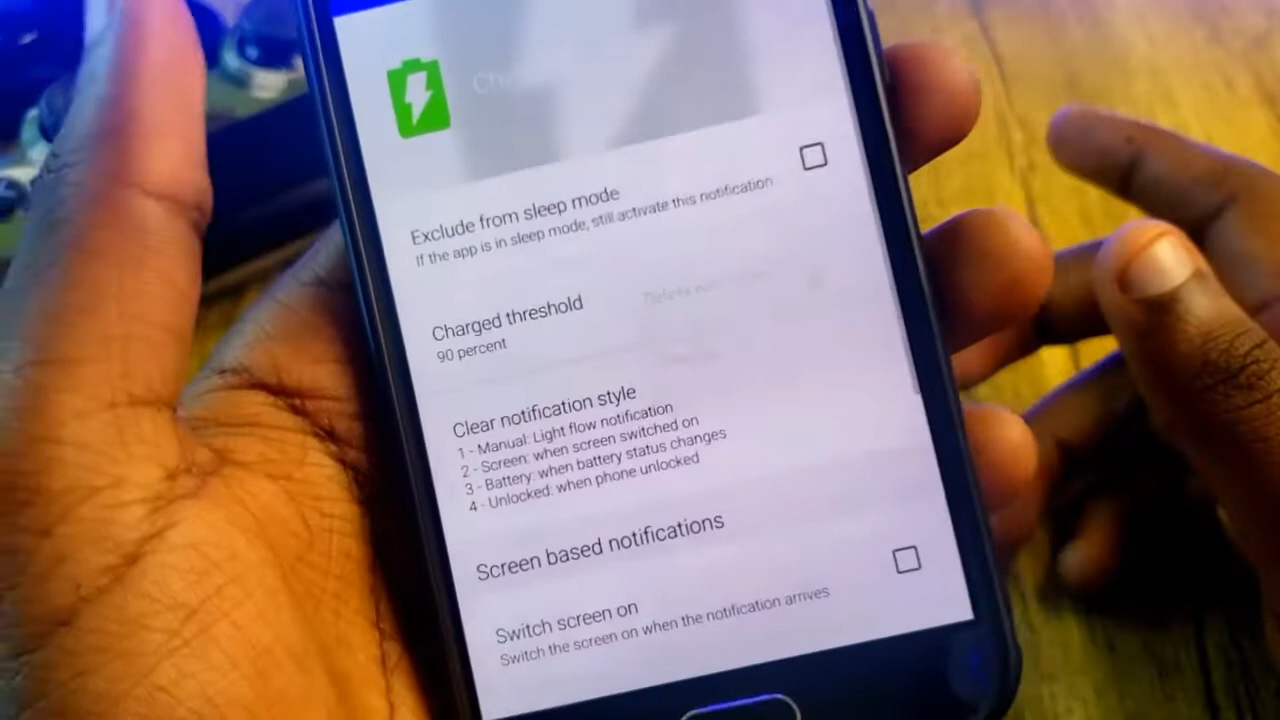 Exclude from sleep mode
If the app is in sleep mode, still activate this notification
Charged threshold
90 percent
Clear notification style
1 - Manual: Light flow notification
2 - Screen: when screen switched on
3 - Battery: when battery status changes
4 - Unlocked: when phone unlocked
Screen based notifications
Switch screen on
Switch the screen on when the notification arrives